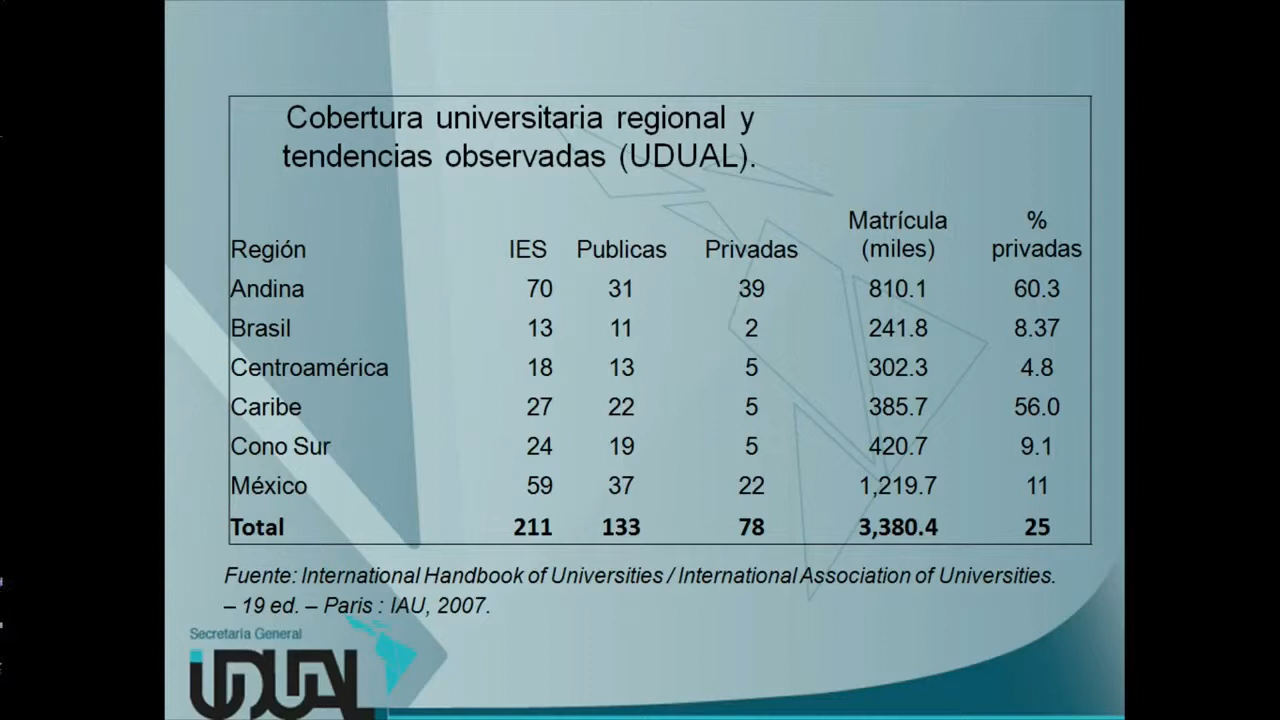 Cobertura universitaria regional y
tendencias observadas (UDUAL).
Región IES Publicas Privadas Matrícula (miles) % privadas
Andina 70 31 39 810.1 60.3
Brasil 13 11 2 241.8 8.37
Centroamérica 18 13 5 302.3 4.8
Caribe 27 22 5 385.7 56.0
Cono Sur 24 19 5 420.7 9.1
México 59 37 22 1,219.7 11
Total 211 133 78 3,380.4 25
Fuente: International Handbook of Universities / International Association of Universities.
– 19 ed. – Paris : IAU, 2007.
Secretaría General
UDUAL